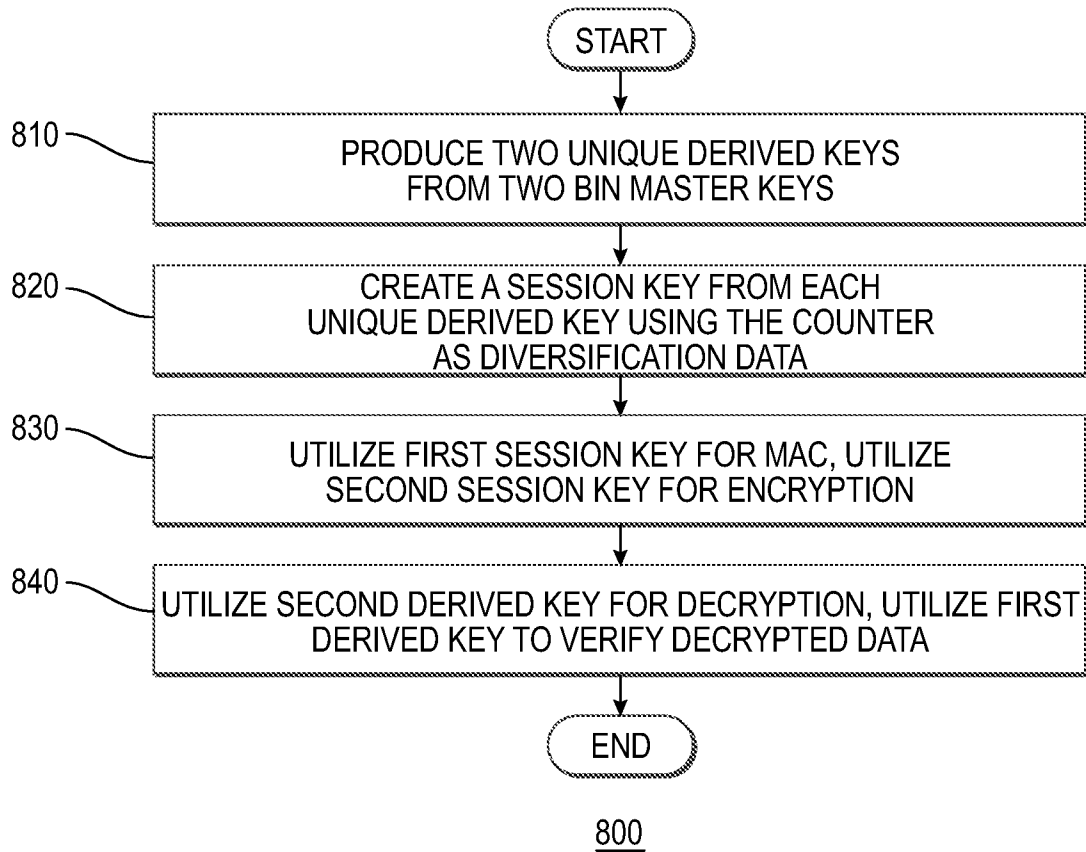 START
810
PRODUCE TWO UNIQUE DERIVED KEYS
FROM TWO BIN MASTER KEYS
820
CREATE A SESSION KEY FROM EACH
UNIQUE DERIVED KEY USING THE COUNTER
AS DIVERSIFICATION DATA
830
UTILIZE FIRST SESSION KEY FOR MAC, UTILIZE
SECOND SESSION KEY FOR ENCRYPTION
840
UTILIZE SECOND DERIVED KEY FOR DECRYPTION, UTILIZE FIRST
DERIVED KEY TO VERIFY DECRYPTED DATA
END
800